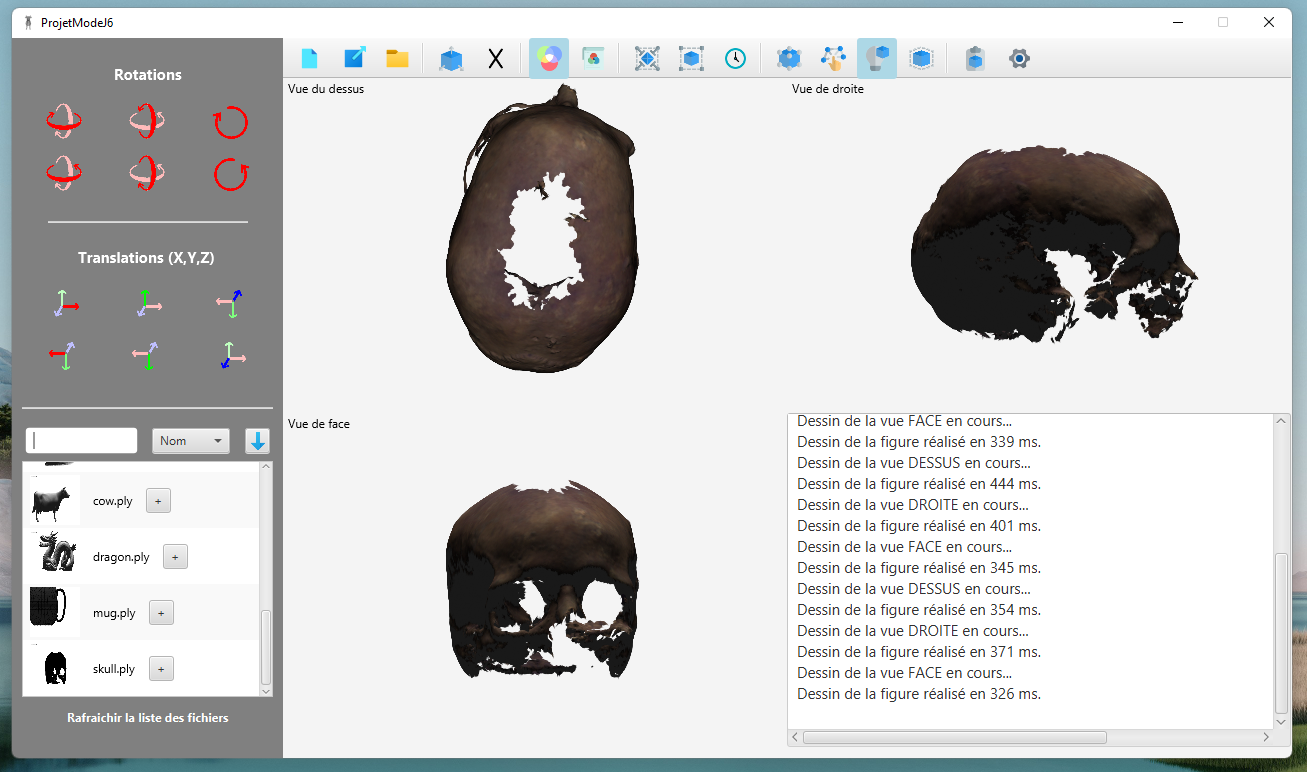 ProjetModeJ6
Rotations
Translations (X,Y,Z)
Nom
cow.ply
+
dragon.ply
+
mug.ply
+
skull.ply
+
Rafraichir la liste des fichiers
X
Vue du dessus
Vue de droite
Vue de face
Dessin de la vue FACE en cours...
Dessin de la figure réalisé en 339 ms.
Dessin de la vue DESSUS en cours...
Dessin de la figure réalisé en 444 ms.
Dessin de la vue DROITE en cours...
Dessin de la figure réalisé en 401 ms.
Dessin de la vue FACE en cours...
Dessin de la figure réalisé en 345 ms.
Dessin de la vue DESSUS en cours...
Dessin de la figure réalisé en 354 ms.
Dessin de la vue DROITE en cours...
Dessin de la figure réalisé en 371 ms.
Dessin de la vue FACE en cours...
Dessin de la figure réalisé en 326 ms.